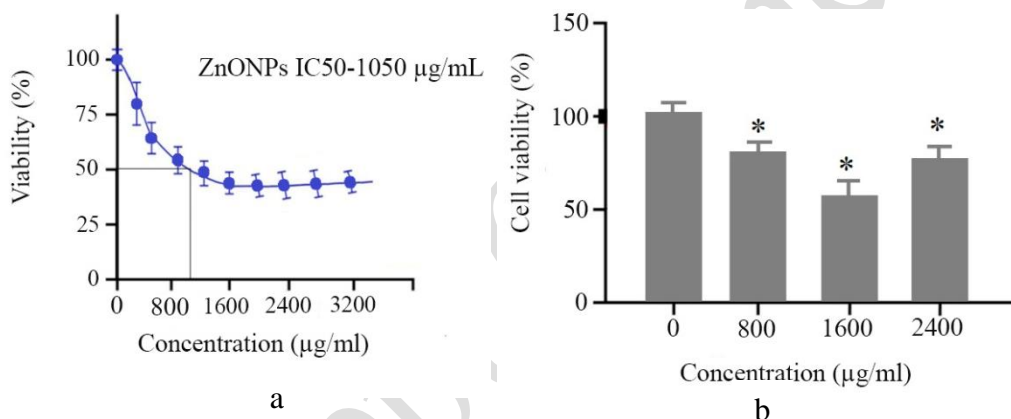 ZnONPs IC50-1050 µg/mL
Viability (%)
100
75
50
25
0
0 800 1600 2400 3200
Concentration (µg/ml)
a
Cell viability (%)
150
100
50
0
* * *
0 800 1600 2400
Concentration (µg/ml)
b